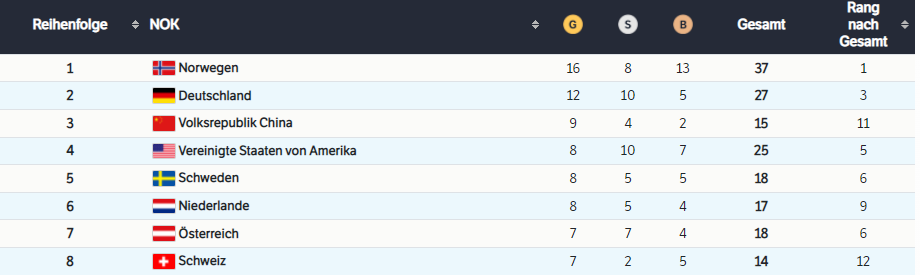 Reihenfolge NOK G S B Gesamt Rang nach Gesamt
1 Norwegen 16 8 13 37 1
2 Deutschland 12 10 5 27 3
3 Volksrepublik China 9 4 2 15 11
4 Vereinigte Staaten von Amerika 8 10 7 25 5
5 Schweden 8 5 5 18 6
6 Niederlande 8 5 4 17 9
7 Österreich 7 7 4 18 6
8 Schweiz 7 2 5 14 12